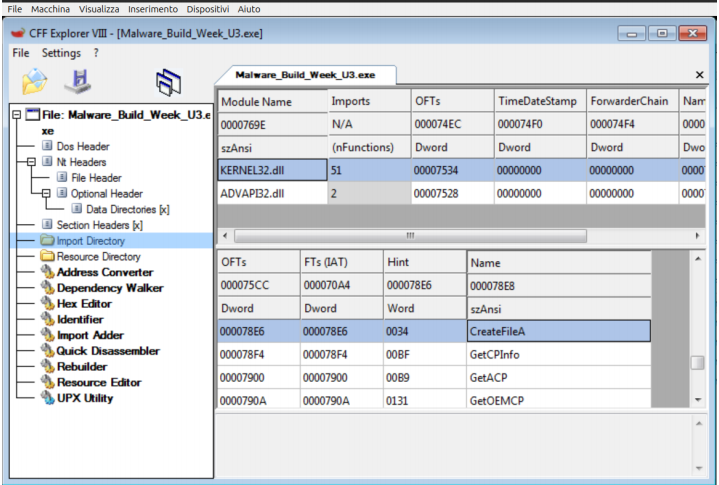 File Macchina Visualizza Inserimento Dispositivi Aiuto
CFF Explorer VIII - [Malware_Build_Week_U3.exe]
File Settings ?
Malware_Build_Week_U3.exe
File: Malware_Build_Week_U3.e
xe
Dos Header
Nt Headers
File Header
Optional Header
Data Directories [x]
Section Headers [x]
Import Directory
Resource Directory
Address Converter
Dependency Walker
Hex Editor
Identifier
Import Adder
Quick Disassembler
Rebuilder
Resource Editor
UPX Utility
Module Name Imports OFTs TimeDateStamp ForwarderChain Nam
0000769E N/A 000074EC 000074F0 000074F4 0000
szAnsi (nFunctions) Dword Dword Dword Dwo
KERNEL32.dll 51 00007534 00000000 00000000 0000
ADVAPI32.dll 2 00007528 00000000 00000000 0000
OFTs FTs (IAT) Hint Name
000075CC 000070A4 000078E6 000078E8
Dword Dword Word szAnsi
000078E6 000078E6 0034 CreateFileA
000078F4 000078F4 00BF GetCPInfo
00007900 00007900 00B9 GetACP
0000790A 0000790A 0131 GetOEMCP